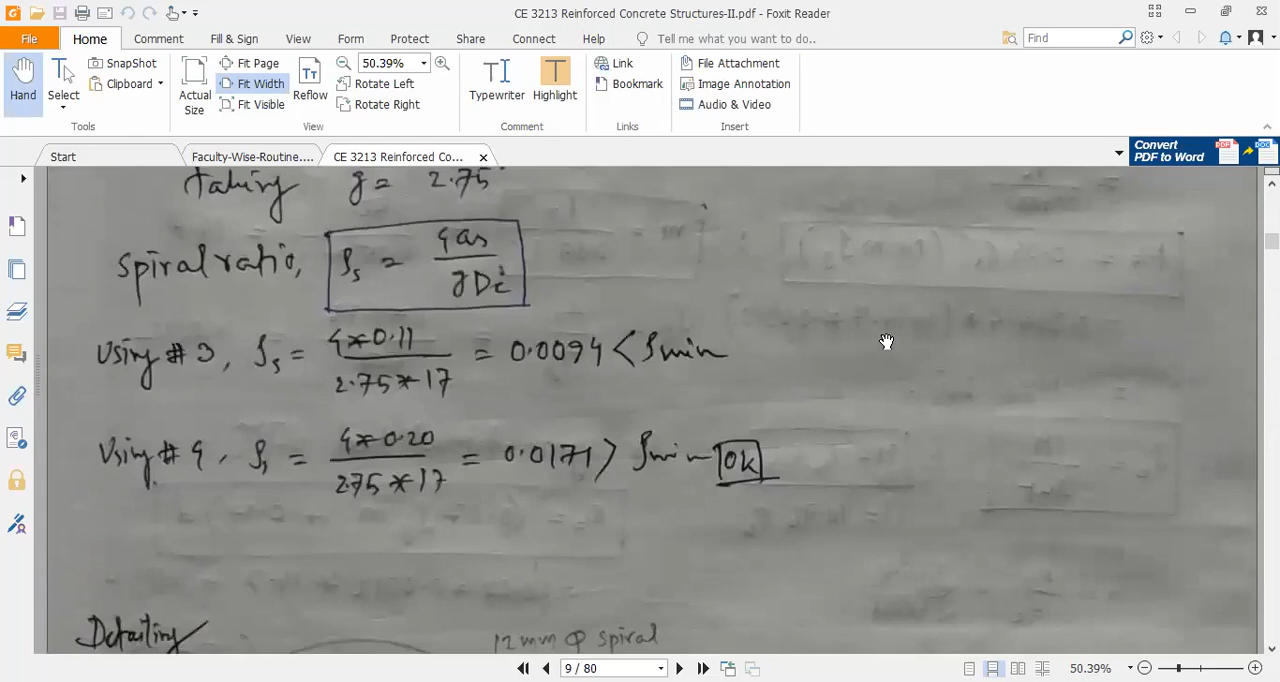 CE 3213 Reinforced Concrete Structures-II.pdf - Foxit Reader
File Home Comment Fill & Sign View Form Protect Share Connect Help Tell me what you want to do.. Find
Hand
Select
SnapShot
Clipboard
Actual Size
Fit Page
Fit Width
Fit Visible
Reflow
50.39%
Rotate Left
Rotate Right
Typewriter
Highlight
Link
Bookmark
File Attachment
Image Annotation
Audio & Video
Tools View Comment Links Insert
Start Faculty-Wise-Routine.... CE 3213 Reinforced Co...
Convert PDF to Word
Taking g = 2.75"
Spiral ratio, ρs = 4as / gDc
Using #3, ρs = 4*0.11 / 2.75*17 = 0.0094 < ρmin
Using #4, ρs = 4*0.20 / 2.75*17 = 0.0171 > ρmin OK
Detailing
12 mm Φ spiral
9 / 80
50.39%